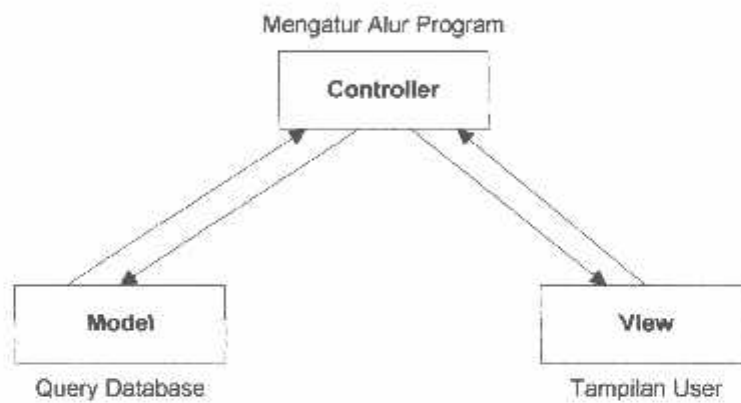 Mengatur Alur Program
Controller
Model
View
Query Database
Tampilan User